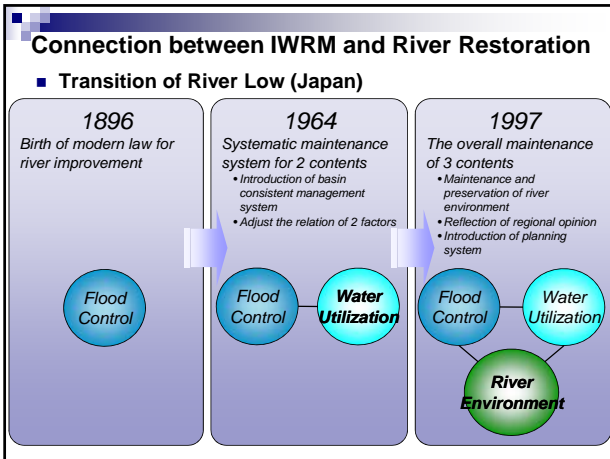 Connection between IWRM and River Restoration
Transition of River Low (Japan)
1896
Birth of modern law for
river improvement
Flood
Control
1964
Systematic maintenance
system for 2 contents
• Introduction of basin
consistent management
system
• Adjust the relation of 2 factors
Flood
Control
Water
Utilization
1997
The overall maintenance
of 3 contents
• Maintenance and
preservation of river
environment
• Reflection of regional opinion
• Introduction of planning
system
Flood
Control
Water
Utilization
River
Environment